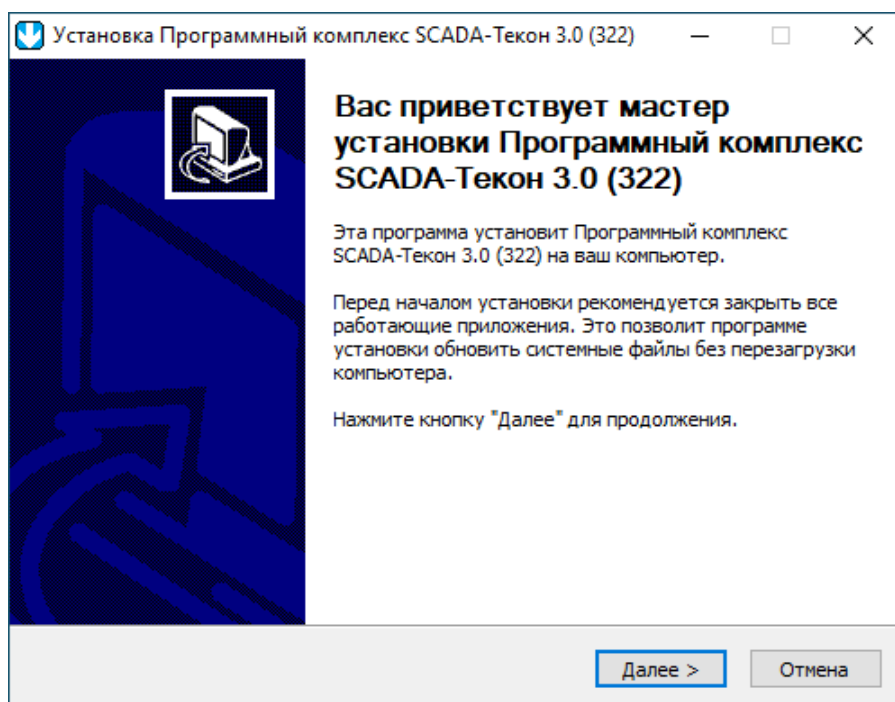 Установка Программный комплекс SCADA-Текон 3.0 (322)
Вас приветствует мастер
установки Программный комплекс
SCADA-Текон 3.0 (322)
Эта программа установит Программный комплекс
SCADA-Текон 3.0 (322) на ваш компьютер.
Перед началом установки рекомендуется закрыть все
работающие приложения. Это позволит программе
установки обновить системные файлы без перезагрузки
компьютера.
Нажмите кнопку "Далее" для продолжения.
Далее >
Отмена